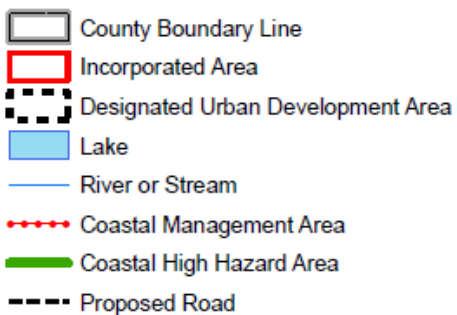 County Boundary Line
Incorporated Area
Designated Urban Development Area
Lake
River or Stream
Coastal Management Area
Coastal High Hazard Area
Proposed Road